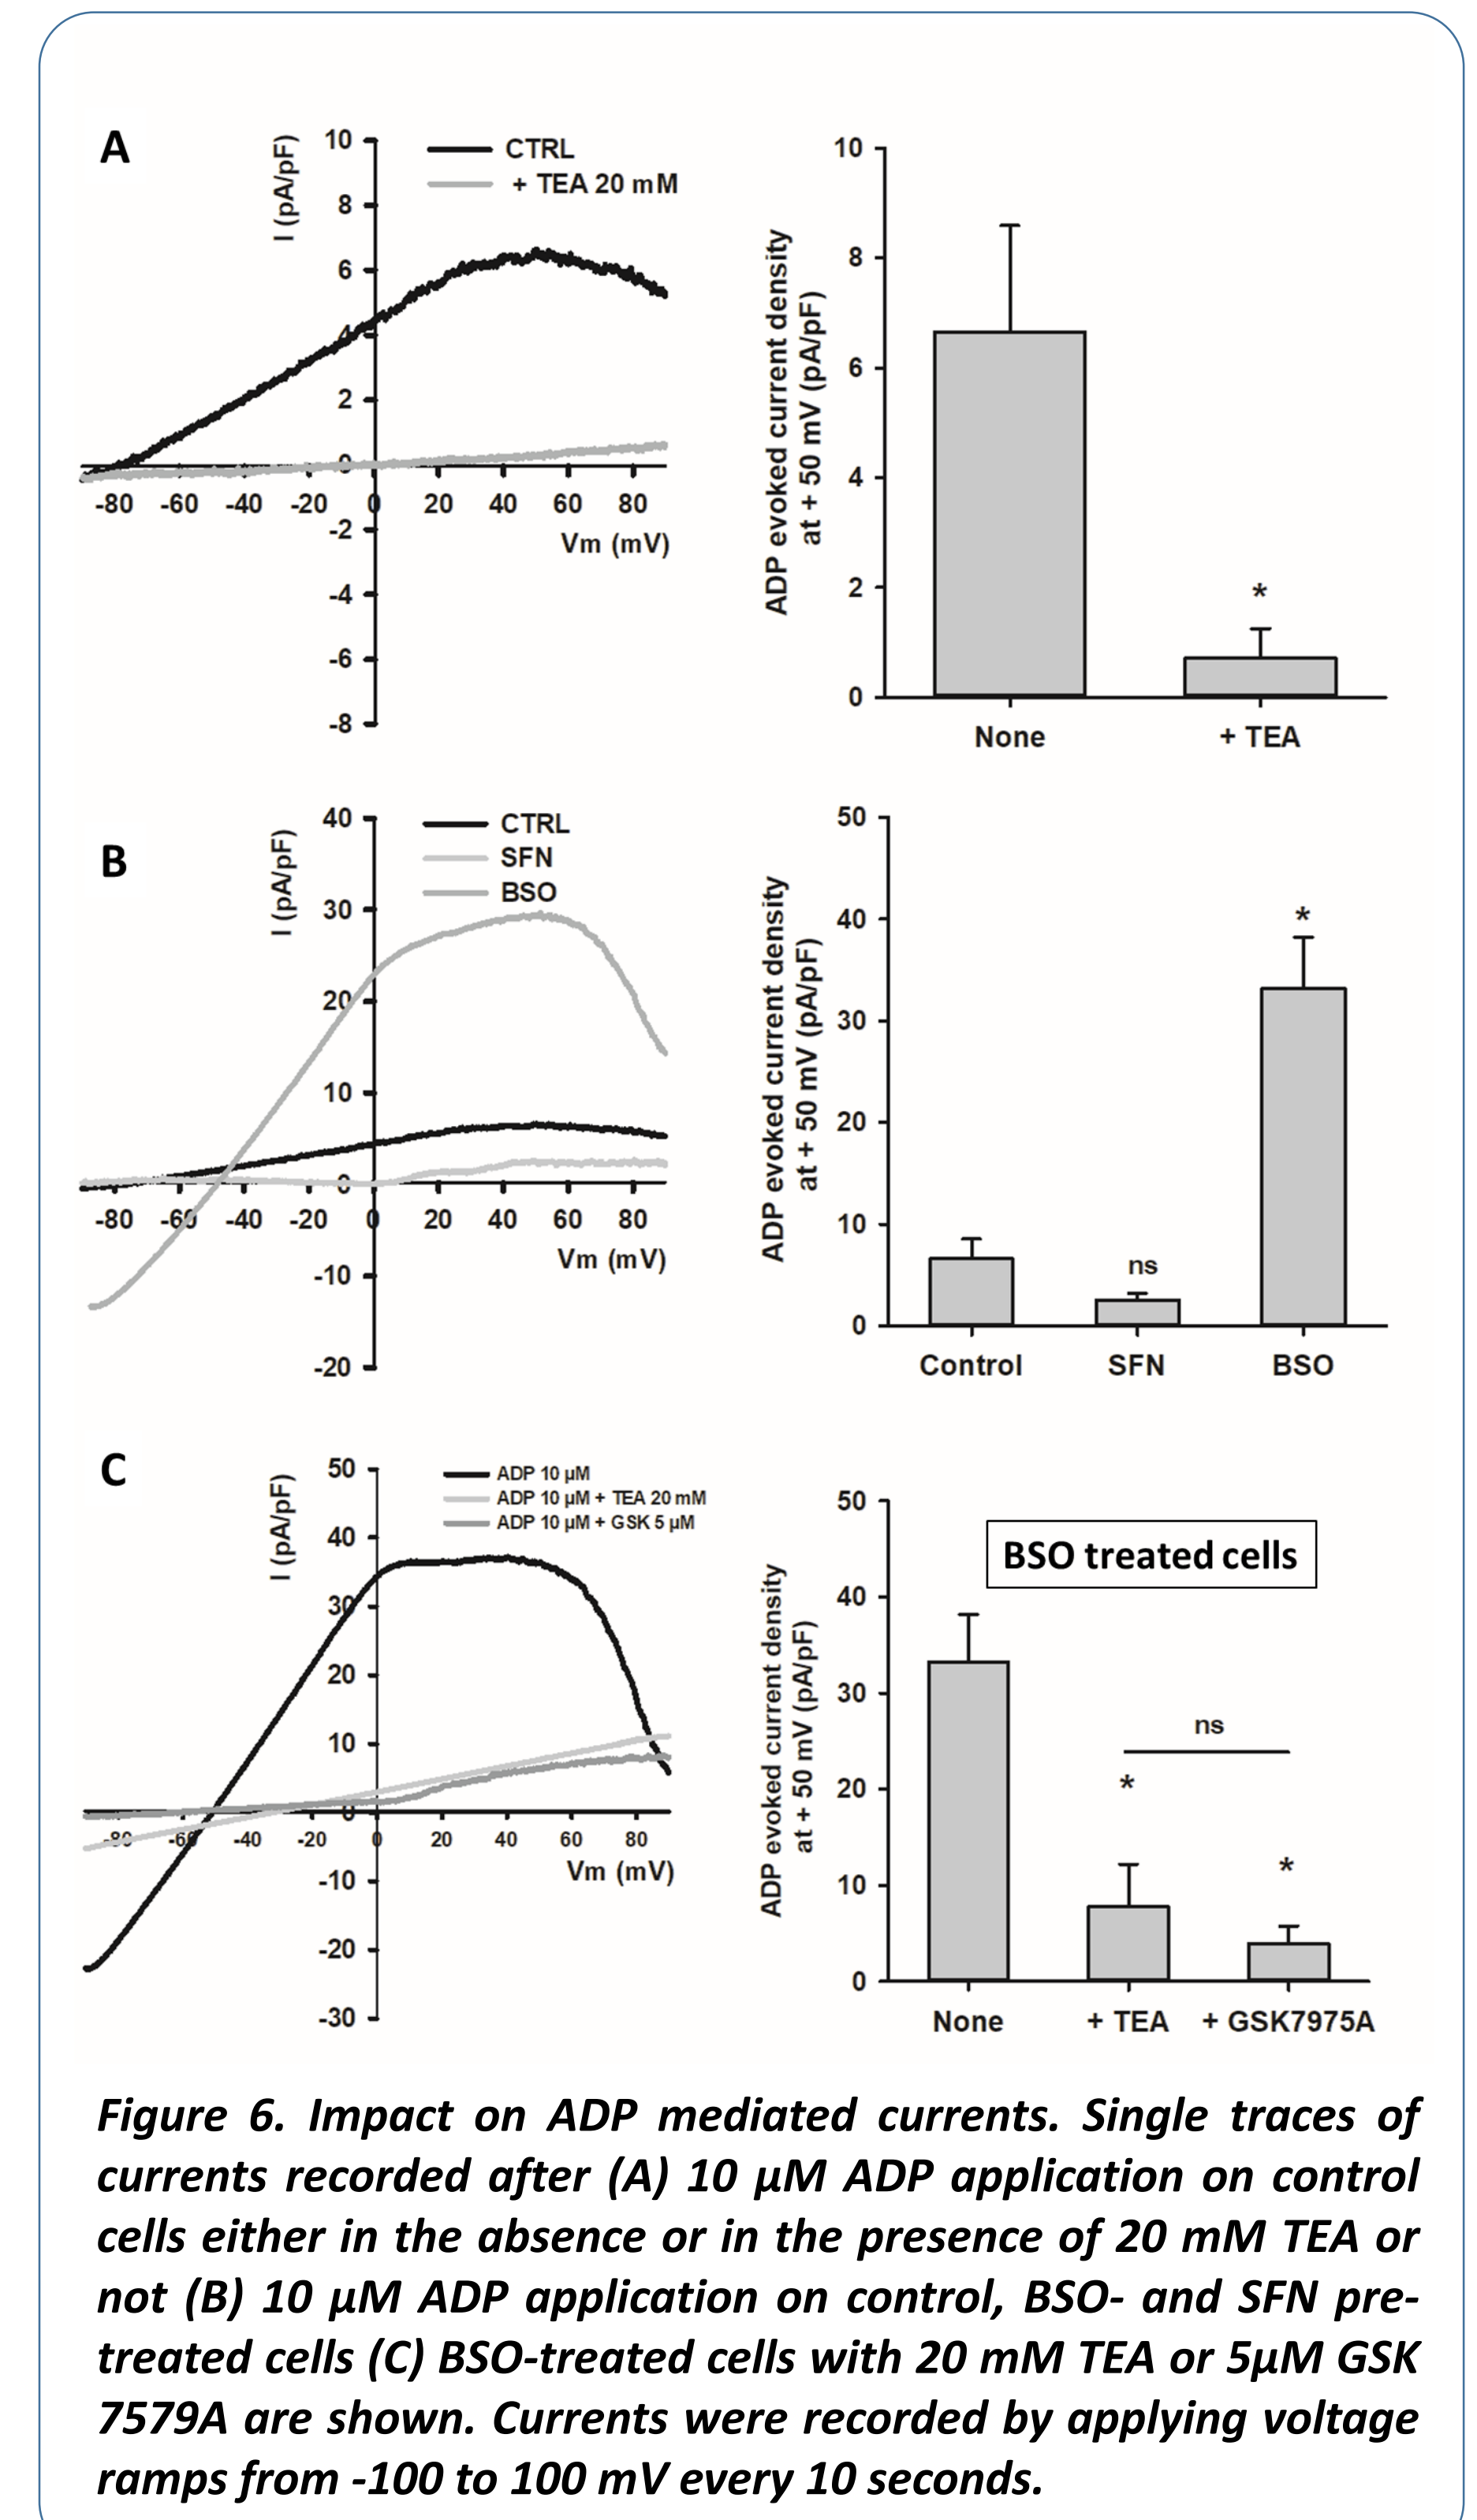 A
I (pA/pF)
10
8
6
4
2
0
-2
-4
-6
-8
CTRL
+ TEA 20 mM
-80 -60 -40 -20 0 20 40 60 80
Vm (mV)
ADP evoked current density
at + 50 mV (pA/pF)
10
8
6
4
2
0
*
None + TEA
B
I (pA/pF)
40
30
20
10
0
-10
-20
CTRL
SFN
BSO
-80 -60 -40 -20 0 20 40 60 80
Vm (mV)
ADP evoked current density
at + 50 mV (pA/pF)
50
40
30
20
10
0
ns
*
Control SFN BSO
C
I (pA/pF)
50
40
30
20
10
0
-10
-20
-30
ADP 10 µM
ADP 10 µM + TEA 20 mM
ADP 10 µM + GSK 5 µM
-80 -60 -40 -20 0 20 40 60 80
Vm (mV)
ADP evoked current density
at + 50 mV (pA/pF)
50
40
30
20
10
0
BSO treated cells
ns
*
*
None + TEA + GSK7975A
Figure 6. Impact on ADP mediated currents. Single traces of
currents recorded after (A) 10 µM ADP application on control
cells either in the absence or in the presence of 20 mM TEA or
not (B) 10 µM ADP application on control, BSO- and SFN pre-
treated cells (C) BSO-treated cells with 20 mM TEA or 5µM GSK
7579A are shown. Currents were recorded by applying voltage
ramps from -100 to 100 mV every 10 seconds.